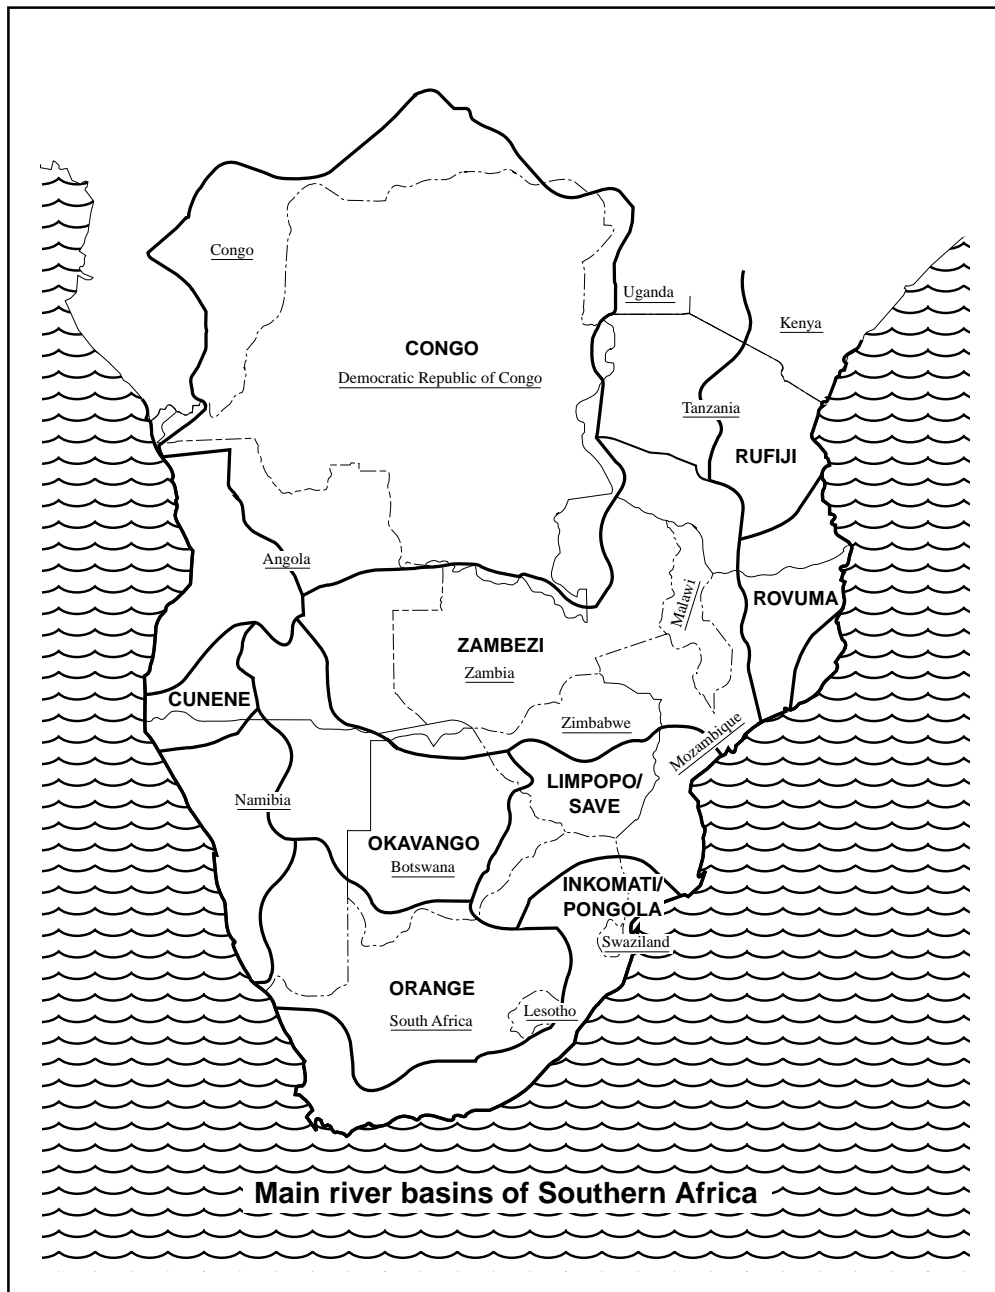 Congo
Uganda
Kenya
CONGO
Democratic Republic of Congo
Tanzania
RUFIJI
Angola
Malawi
ROVUMA
ZAMBEZI
Zambia
CUNENE
Zimbabwe
Mozambique
LIMPOPO/
SAVE
Namibia
OKAVANGO
Botswana
INKOMATI/
PONGOLA
Swaziland
ORANGE
South Africa
Lesotho
Main river basins of Southern Africa